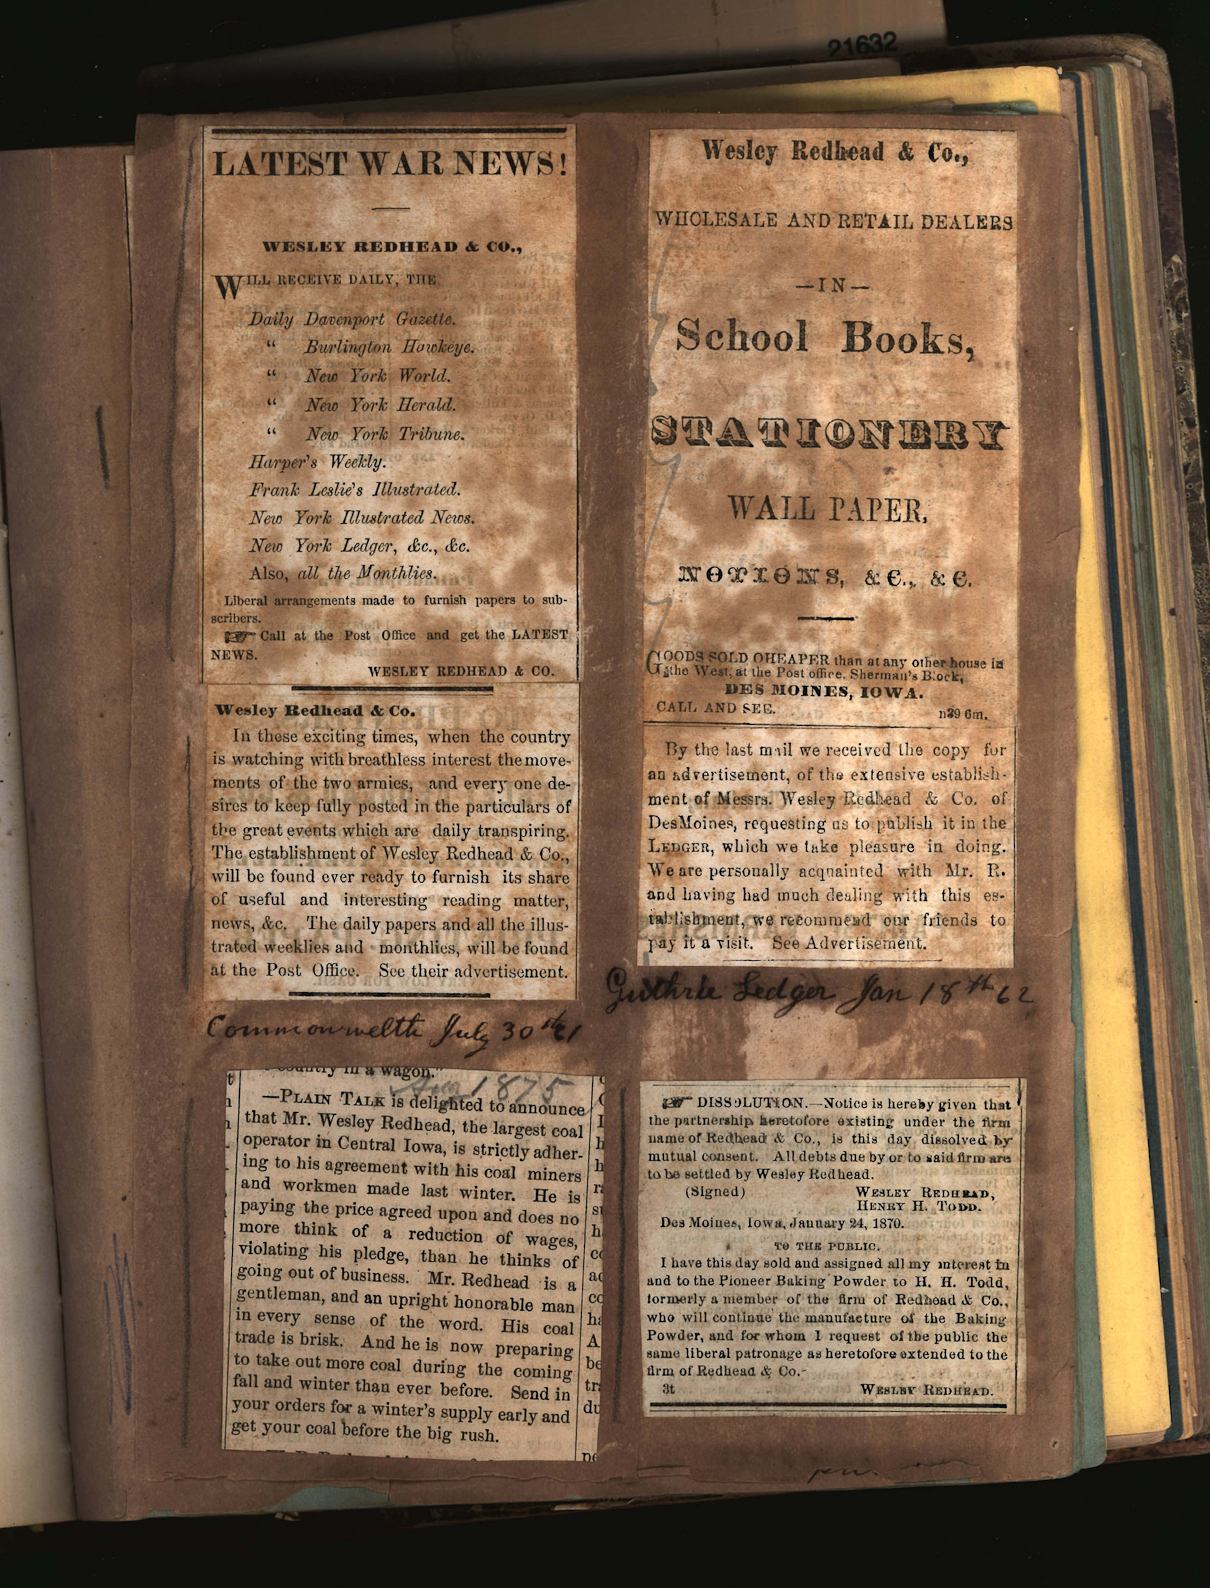 21632
LATEST WAR NEWS!
WESLEY REDHEAD & CO.,
WILL RECEIVE DAILY, THE
Daily Davenport Gazette.
“ Burlington Hawkeye.
“ New York World.
“ New York Herald.
“ New York Tribune.
Harper's Weekly.
Frank Leslie's Illustrated.
New York Illustrated News.
New York Ledger, &c., &c.
Also, all the Monthlies.
Liberal arrangements made to furnish papers to sub-
scribers.
☞ Call at the Post Office and get the LATEST
NEWS.
WESLEY REDHEAD & CO.
Wesley Redhead & Co.
In these exciting times, when the country
is watching with breathless interest the move-
ments of the two armies, and every one de-
sires to keep fully posted in the particulars of
the great events which are daily transpiring.
The establishment of Wesley Redhead & Co.,
will be found ever ready to furnish its share
of useful and interesting reading matter,
news, &c. The daily papers and all the illus-
trated weeklies and monthlies, will be found
at the Post Office. See their advertisement.
Commonwelth July 30th 61
country in a wagon."
Aug 1875
—PLAIN TALK is delighted to announce
that Mr. Wesley Redhead, the largest coal
operator in Central Iowa, is strictly adher-
ing to his agreement with his coal miners
and workmen made last winter. He is
paying the price agreed upon and does no
more think of a reduction of wages,
violating his pledge, than he thinks of
going out of business. Mr. Redhead is a
gentleman, and an upright honorable man
in every sense of the word. His coal
trade is brisk. And he is now preparing
to take out more coal during the coming
fall and winter than ever before. Send in
your orders for a winter's supply early and
get your coal before the big rush.
Wesley Redhead & Co.,
WHOLESALE AND RETAIL DEALERS
—IN—
School Books,
STATIONERY
WALL PAPER,
NOTIONS, &C., &C.
GOODS SOLD CHEAPER than at any other house in
the West, at the Post office. Sherman's Block,
DES MOINES, IOWA.
CALL AND SEE. n39 6m.
By the last mail we received the copy for
an advertisement, of the extensive establish-
ment of Messrs. Wesley Redhead & Co. of
DesMoines, requesting us to publish it in the
LEDGER, which we take pleasure in doing.
We are personally acquainted with Mr. R.
and having had much dealing with this es-
tablishment, we recommend our friends to
pay it a visit. See Advertisement.
Guthrie Ledger Jan 18th 62
☞ DISSOLUTION.—Notice is hereby given that
the partnership heretofore existing under the firm
name of Redhead & Co., is this day dissolved by
mutual consent. All debts due by or to said firm are
to be settled by Wesley Redhead.
(Signed) WESLEY REDHEAD,
HENRY H. TODD.
Des Moines, Iowa, January 24, 1870.
TO THE PUBLIC.
I have this day sold and assigned all my interest in
and to the Pioneer Baking Powder to H. H. Todd,
formerly a member of the firm of Redhead & Co.,
who will continue the manufacture of the Baking
Powder, and for whom I request of the public the
same liberal patronage as heretofore extended to the
firm of Redhead & Co.
3t WESLEY REDHEAD.